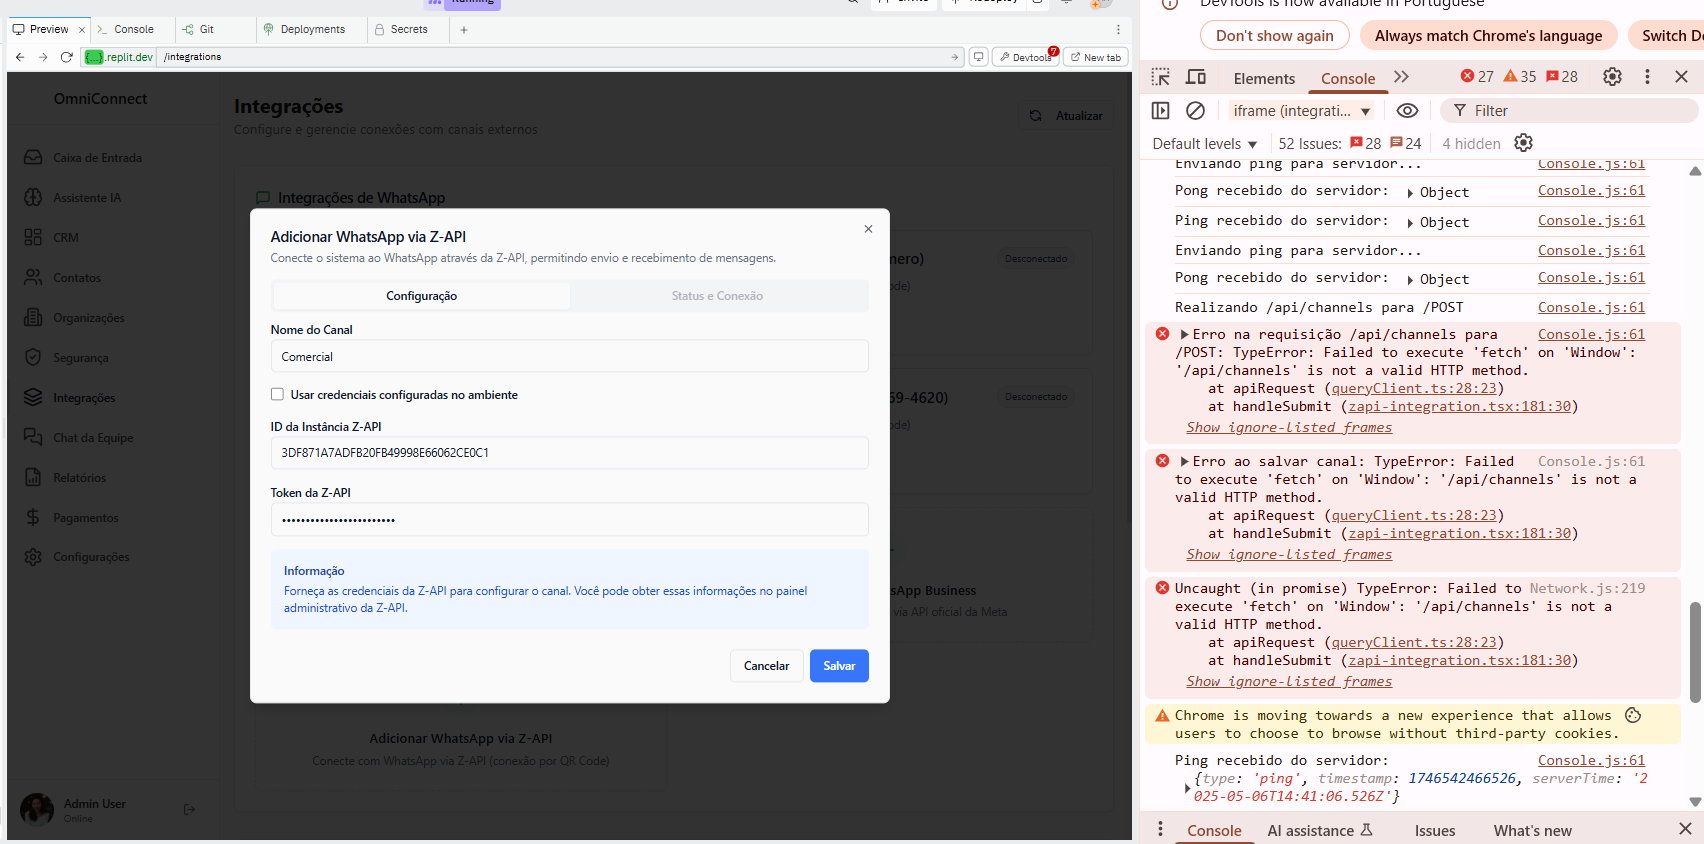 Running
Preview
Console
Git
Deployments
Secrets
{...}.replit.dev
/integrations
Devtools
7
New tab
OmniConnect
Caixa de Entrada
Assistente IA
CRM
Contatos
Organizações
Segurança
Integrações
Chat da Equipe
Relatórios
Pagamentos
Configurações
Admin User
Online
Integrações
Configure e gerencie conexões com canais externos
Atualizar
Integrações de WhatsApp
mero)
Desconectado
ode)
69-4620)
Desconectado
ode)
sApp Business
via API oficial da Meta
Adicionar WhatsApp via Z-API
Conecte o sistema ao WhatsApp através da Z-API, permitindo envio e recebimento de mensagens.
Configuração
Status e Conexão
Nome do Canal
Comercial
Usar credenciais configuradas no ambiente
ID da Instância Z-API
3DF871A7ADFB20FB49998E66062CE0C1
Token da Z-API
••••••••••••••••••••••••
Informação
Forneça as credenciais da Z-API para configurar o canal. Você pode obter essas informações no painel
administrativo da Z-API.
Cancelar
Salvar
Adicionar WhatsApp via Z-API
Conecte com WhatsApp via Z-API (conexão por QR Code)
DevTools is now available in Portuguese
Don't show again
Always match Chrome's language
Switch De
Elements
Console
27
35
28
iframe (integrati...
Filter
Default levels
52 Issues:
28
24
4 hidden
Enviando ping para servidor... Console.js:61
Pong recebido do servidor: Object Console.js:61
Ping recebido do servidor: Object Console.js:61
Enviando ping para servidor... Console.js:61
Pong recebido do servidor: Object Console.js:61
Realizando /api/channels para /POST Console.js:61
Erro na requisição /api/channels para Console.js:61
/POST: TypeError: Failed to execute 'fetch' on 'Window':
'/api/channels' is not a valid HTTP method.
at apiRequest (queryClient.ts:28:23)
at handleSubmit (zapi-integration.tsx:181:30)
Show ignore-listed frames
Erro ao salvar canal: TypeError: Failed Console.js:61
to execute 'fetch' on 'Window': '/api/channels' is not a
valid HTTP method.
at apiRequest (queryClient.ts:28:23)
at handleSubmit (zapi-integration.tsx:181:30)
Show ignore-listed frames
Uncaught (in promise) TypeError: Failed to Network.js:219
execute 'fetch' on 'Window': '/api/channels' is not a
valid HTTP method.
at apiRequest (queryClient.ts:28:23)
at handleSubmit (zapi-integration.tsx:181:30)
Show ignore-listed frames
Chrome is moving towards a new experience that allows
users to choose to browse without third-party cookies.
Ping recebido do servidor: Console.js:61
{type: 'ping', timestamp: 1746542466526, serverTime: '2
025-05-06T14:41:06.526Z'}
Console
AI assistance
Issues
What's new